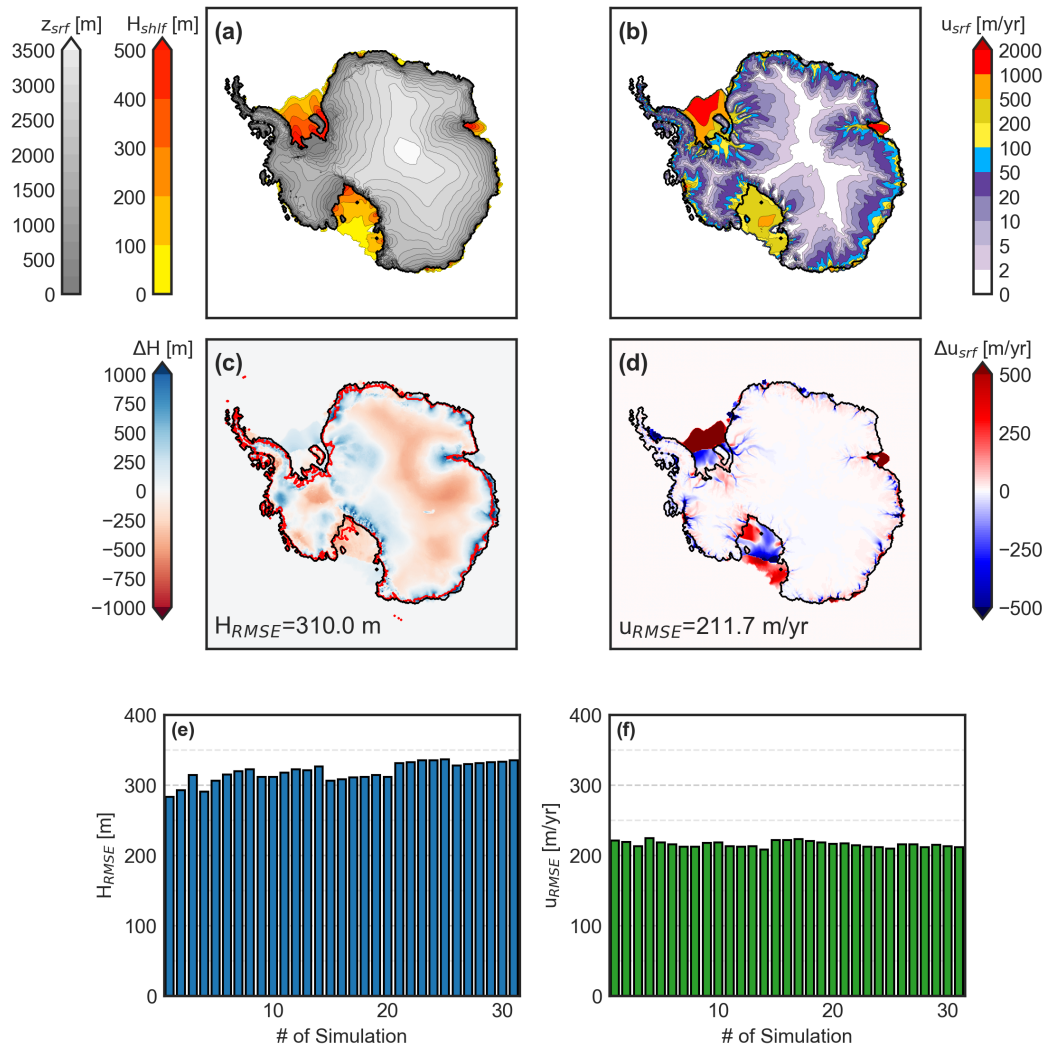 z_srf [m] H_shlf [m] (a) (b) u_srf [m/yr]
3500 500 2000
3000 400 1000
2500 500
2000 300 200
1500 200 100
1000 100 50
500 20
0 0 10
5
2
0
ΔH [m] (c) (d) Δu_srf [m/yr]
1000 500
750
500 250
250
0 0
−250
−500 −250
−750
−1000 −500
H_RMSE=310.0 m u_RMSE=211.7 m/yr
(e) (f)
400 400
300 300
200 200
100 100
0 0
H_RMSE [m] u_RMSE [m/yr]
10 20 30 10 20 30
# of Simulation # of Simulation